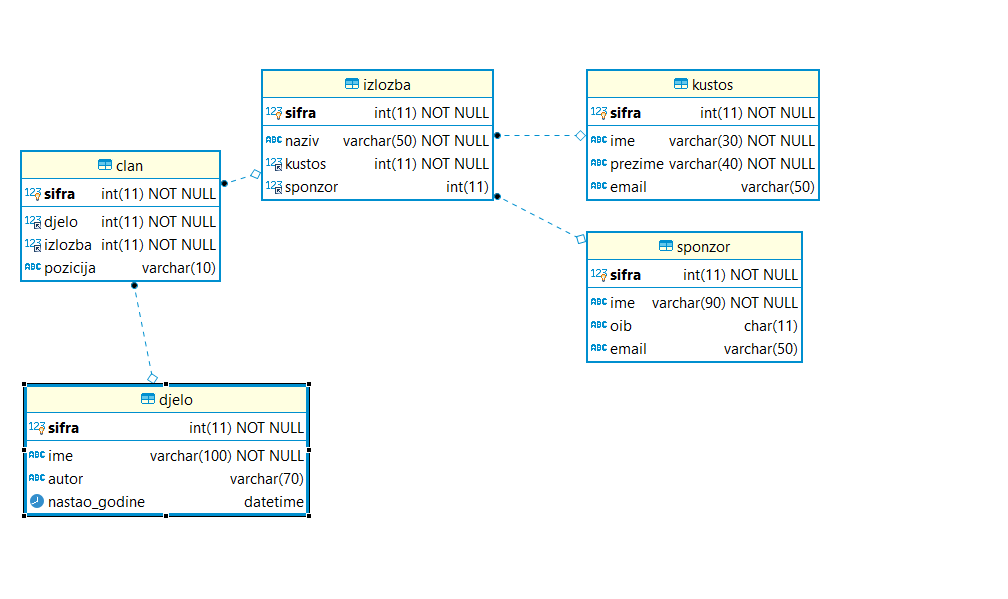 clan
123 sifra int(11) NOT NULL
123 djelo int(11) NOT NULL
123 izlozba int(11) NOT NULL
ABC pozicija varchar(10)
izlozba
123 sifra int(11) NOT NULL
ABC naziv varchar(50) NOT NULL
123 kustos int(11) NOT NULL
123 sponzor int(11)
kustos
123 sifra int(11) NOT NULL
ABC ime varchar(30) NOT NULL
ABC prezime varchar(40) NOT NULL
ABC email varchar(50)
sponzor
123 sifra int(11) NOT NULL
ABC ime varchar(90) NOT NULL
ABC oib char(11)
ABC email varchar(50)
djelo
123 sifra int(11) NOT NULL
ABC ime varchar(100) NOT NULL
ABC autor varchar(70)
nastao_godine datetime